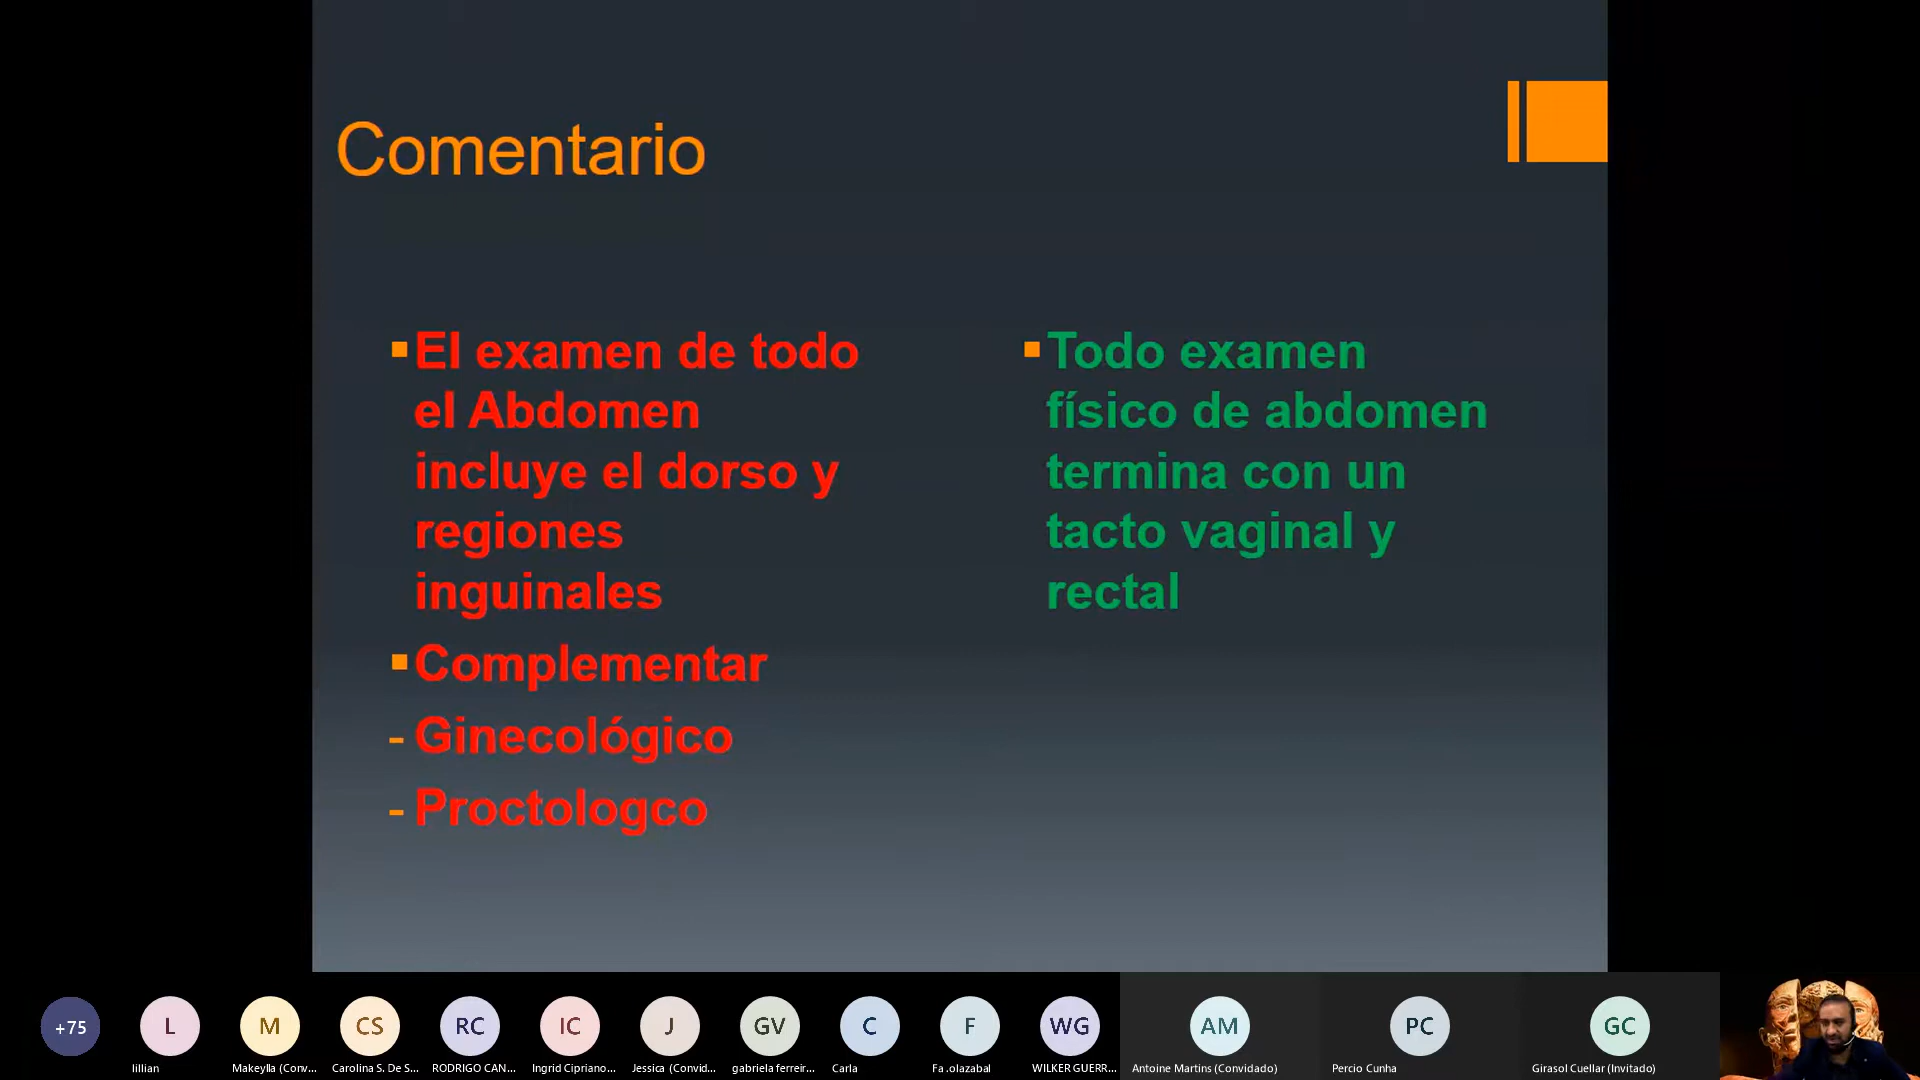 Comentario
▪El examen de todo
el Abdomen
incluye el dorso y
regiones
inguinales
▪Complementar
- Ginecológico
- Proctologco
▪Todo examen
físico de abdomen
termina con un
tacto vaginal y
rectal
+75
L
M
CS
RC
IC
J
GV
C
F
WG
AM
PC
GC
lillian
Makeylla (Conv...
Carolina S. De S...
RODRIGO CAN...
Ingrid Cipriano...
Jessica (Convid...
gabriela ferreir...
Carla
Fa .olazabal
WILKER GUERR...
Antoine Martins (Convidado)
Percio Cunha
Girasol Cuellar (Invitado)